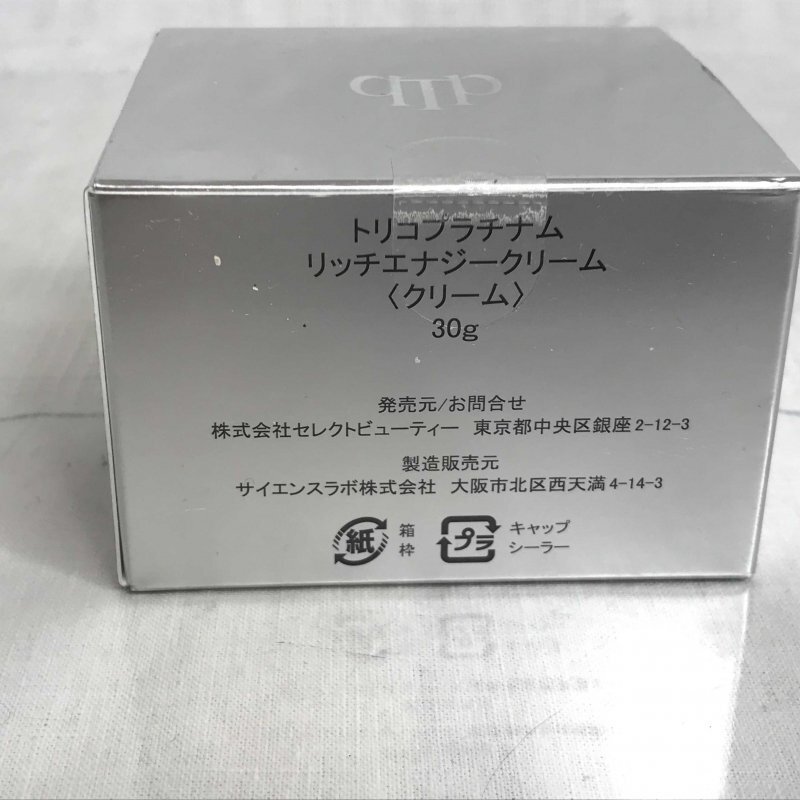 トリコプラチナム
リッチエナジークリーム
〈クリーム〉
30g
発売元/お問合せ
株式会社セレクトビューティー 東京都中央区銀座2-12-3
製造販売元
サイエンスラボ株式会社 大阪市北区西天満4-14-3
紙 箱 枠
プラ キャップ シーラー